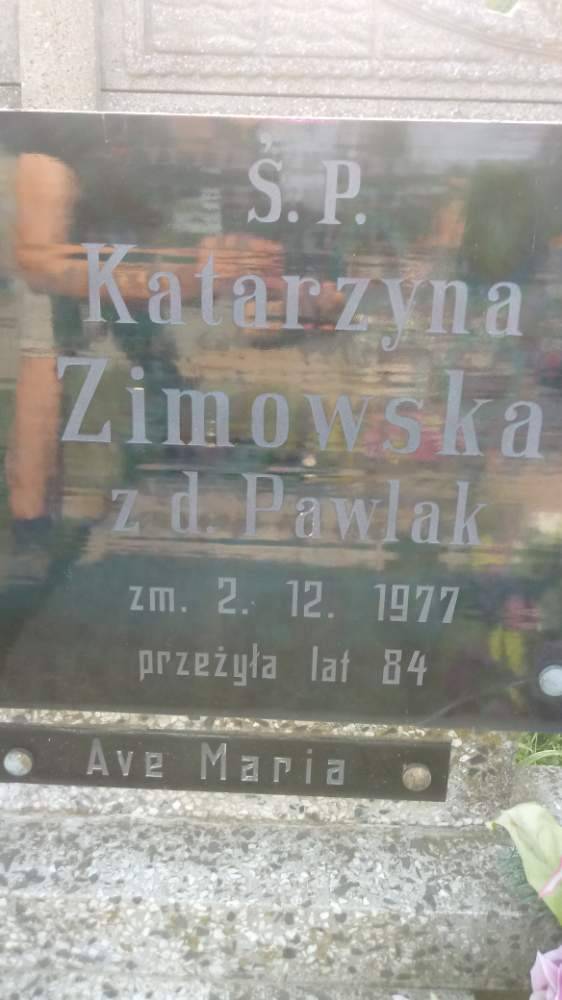 Ś. P.
Katarzyna
Zimowska
z d. Pawlak
zm. 2. 12. 1977
przeżyła lat 84
Ave Maria